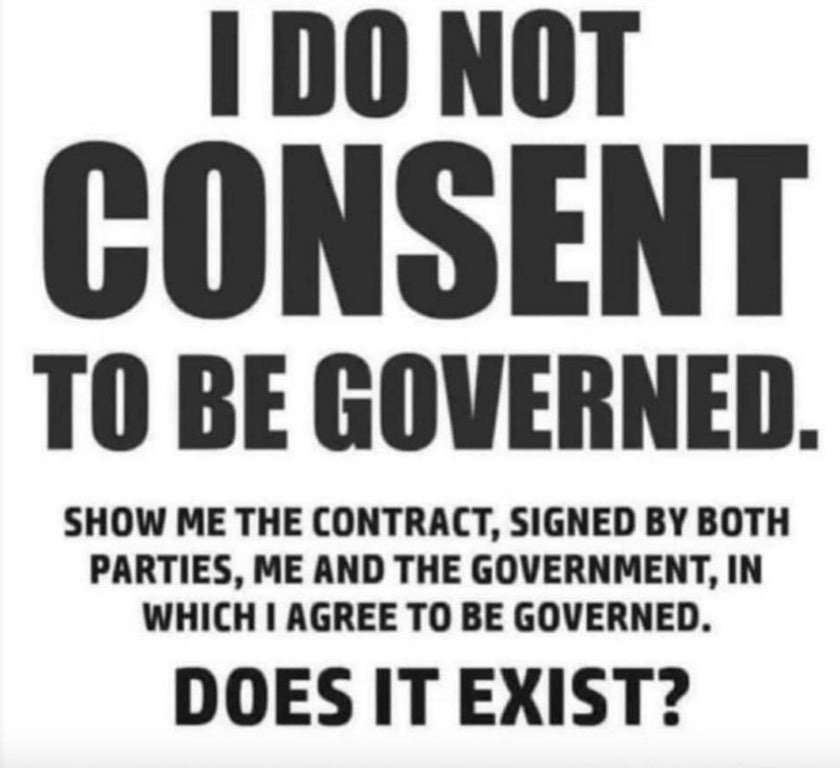 I DO NOT
CONSENT
TO BE GOVERNED.
SHOW ME THE CONTRACT, SIGNED BY BOTH
PARTIES, ME AND THE GOVERNMENT, IN
WHICH I AGREE TO BE GOVERNED.
DOES IT EXIST?